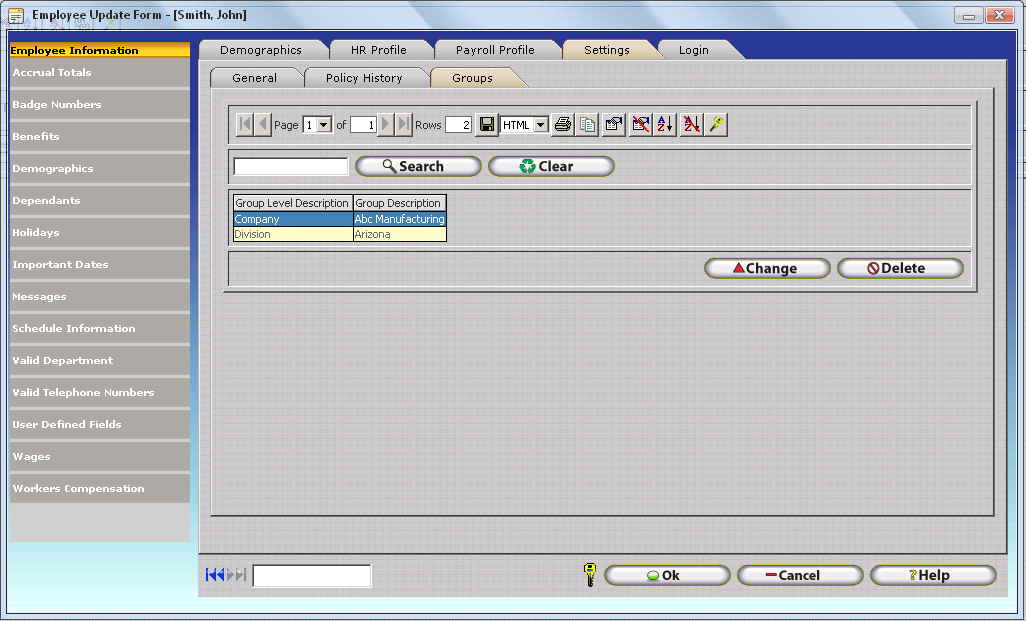 Employee Update Form - [Smith, John]
Employee Information
Accrual Totals
Badge Numbers
Benefits
Demographics
Dependants
Holidays
Important Dates
Messages
Schedule Information
Valid Department
Valid Telephone Numbers
User Defined Fields
Wages
Workers Compensation
Demographics HR Profile Payroll Profile Settings Login
General Policy History Groups
Page 1 of 1 Rows 2 HTML
Search Clear
Group Level Description Group Description
Company Abc Manufacturing
Division Arizona
Change Delete
Ok Cancel ? Help